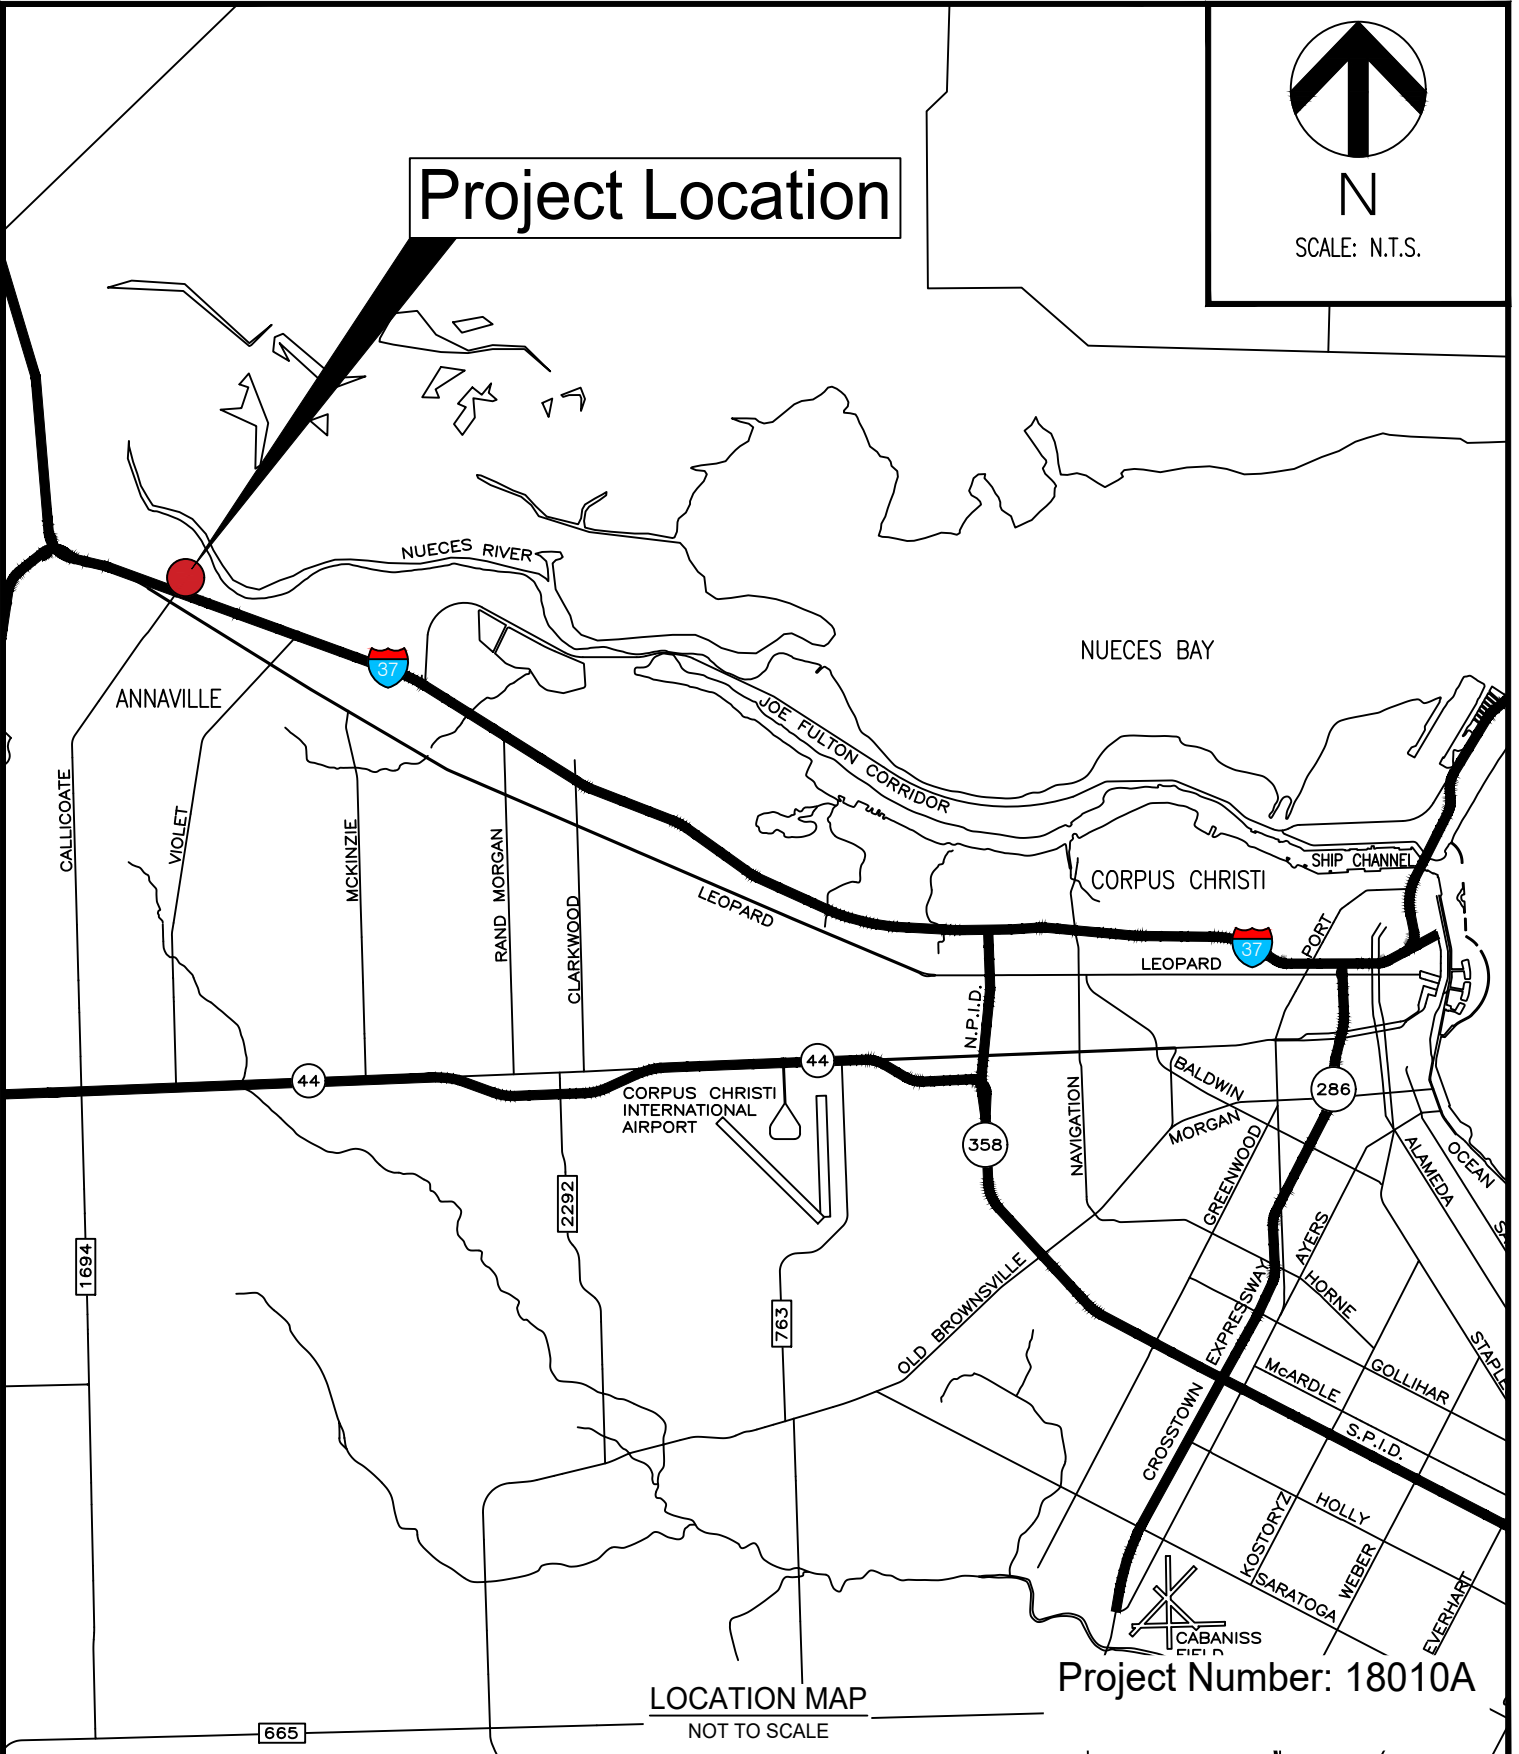 Project Location
N
SCALE: N.T.S.
NUECES RIVER
NUECES BAY
37
ANNAVILLE
JOE FULTON CORRIDOR
CALLICOATE
VIOLET
MCKINZIE
RAND MORGAN
CLARKWOOD
LEOPARD
SHIP CHANNEL
CORPUS CHRISTI
PORT
37
LEOPARD
N.P.I.D.
44
44
CORPUS CHRISTI
INTERNATIONAL
AIRPORT
358
NAVIGATION
BALDWIN
MORGAN
286
GREENWOOD
ALAMEDA
OCEAN
2292
1694
763
AYERS
HORNE
OLD BROWNSVILLE
CROSSTOWN EXPRESSWAY
McARDLE
GOLLIHAR
STAPLE
S.P.I.D.
KOSTORYZ
HOLLY
WEBER
SARATOGA
EVERHART
CABANISS
FIELD
Project Number: 18010A
LOCATION MAP
NOT TO SCALE
665